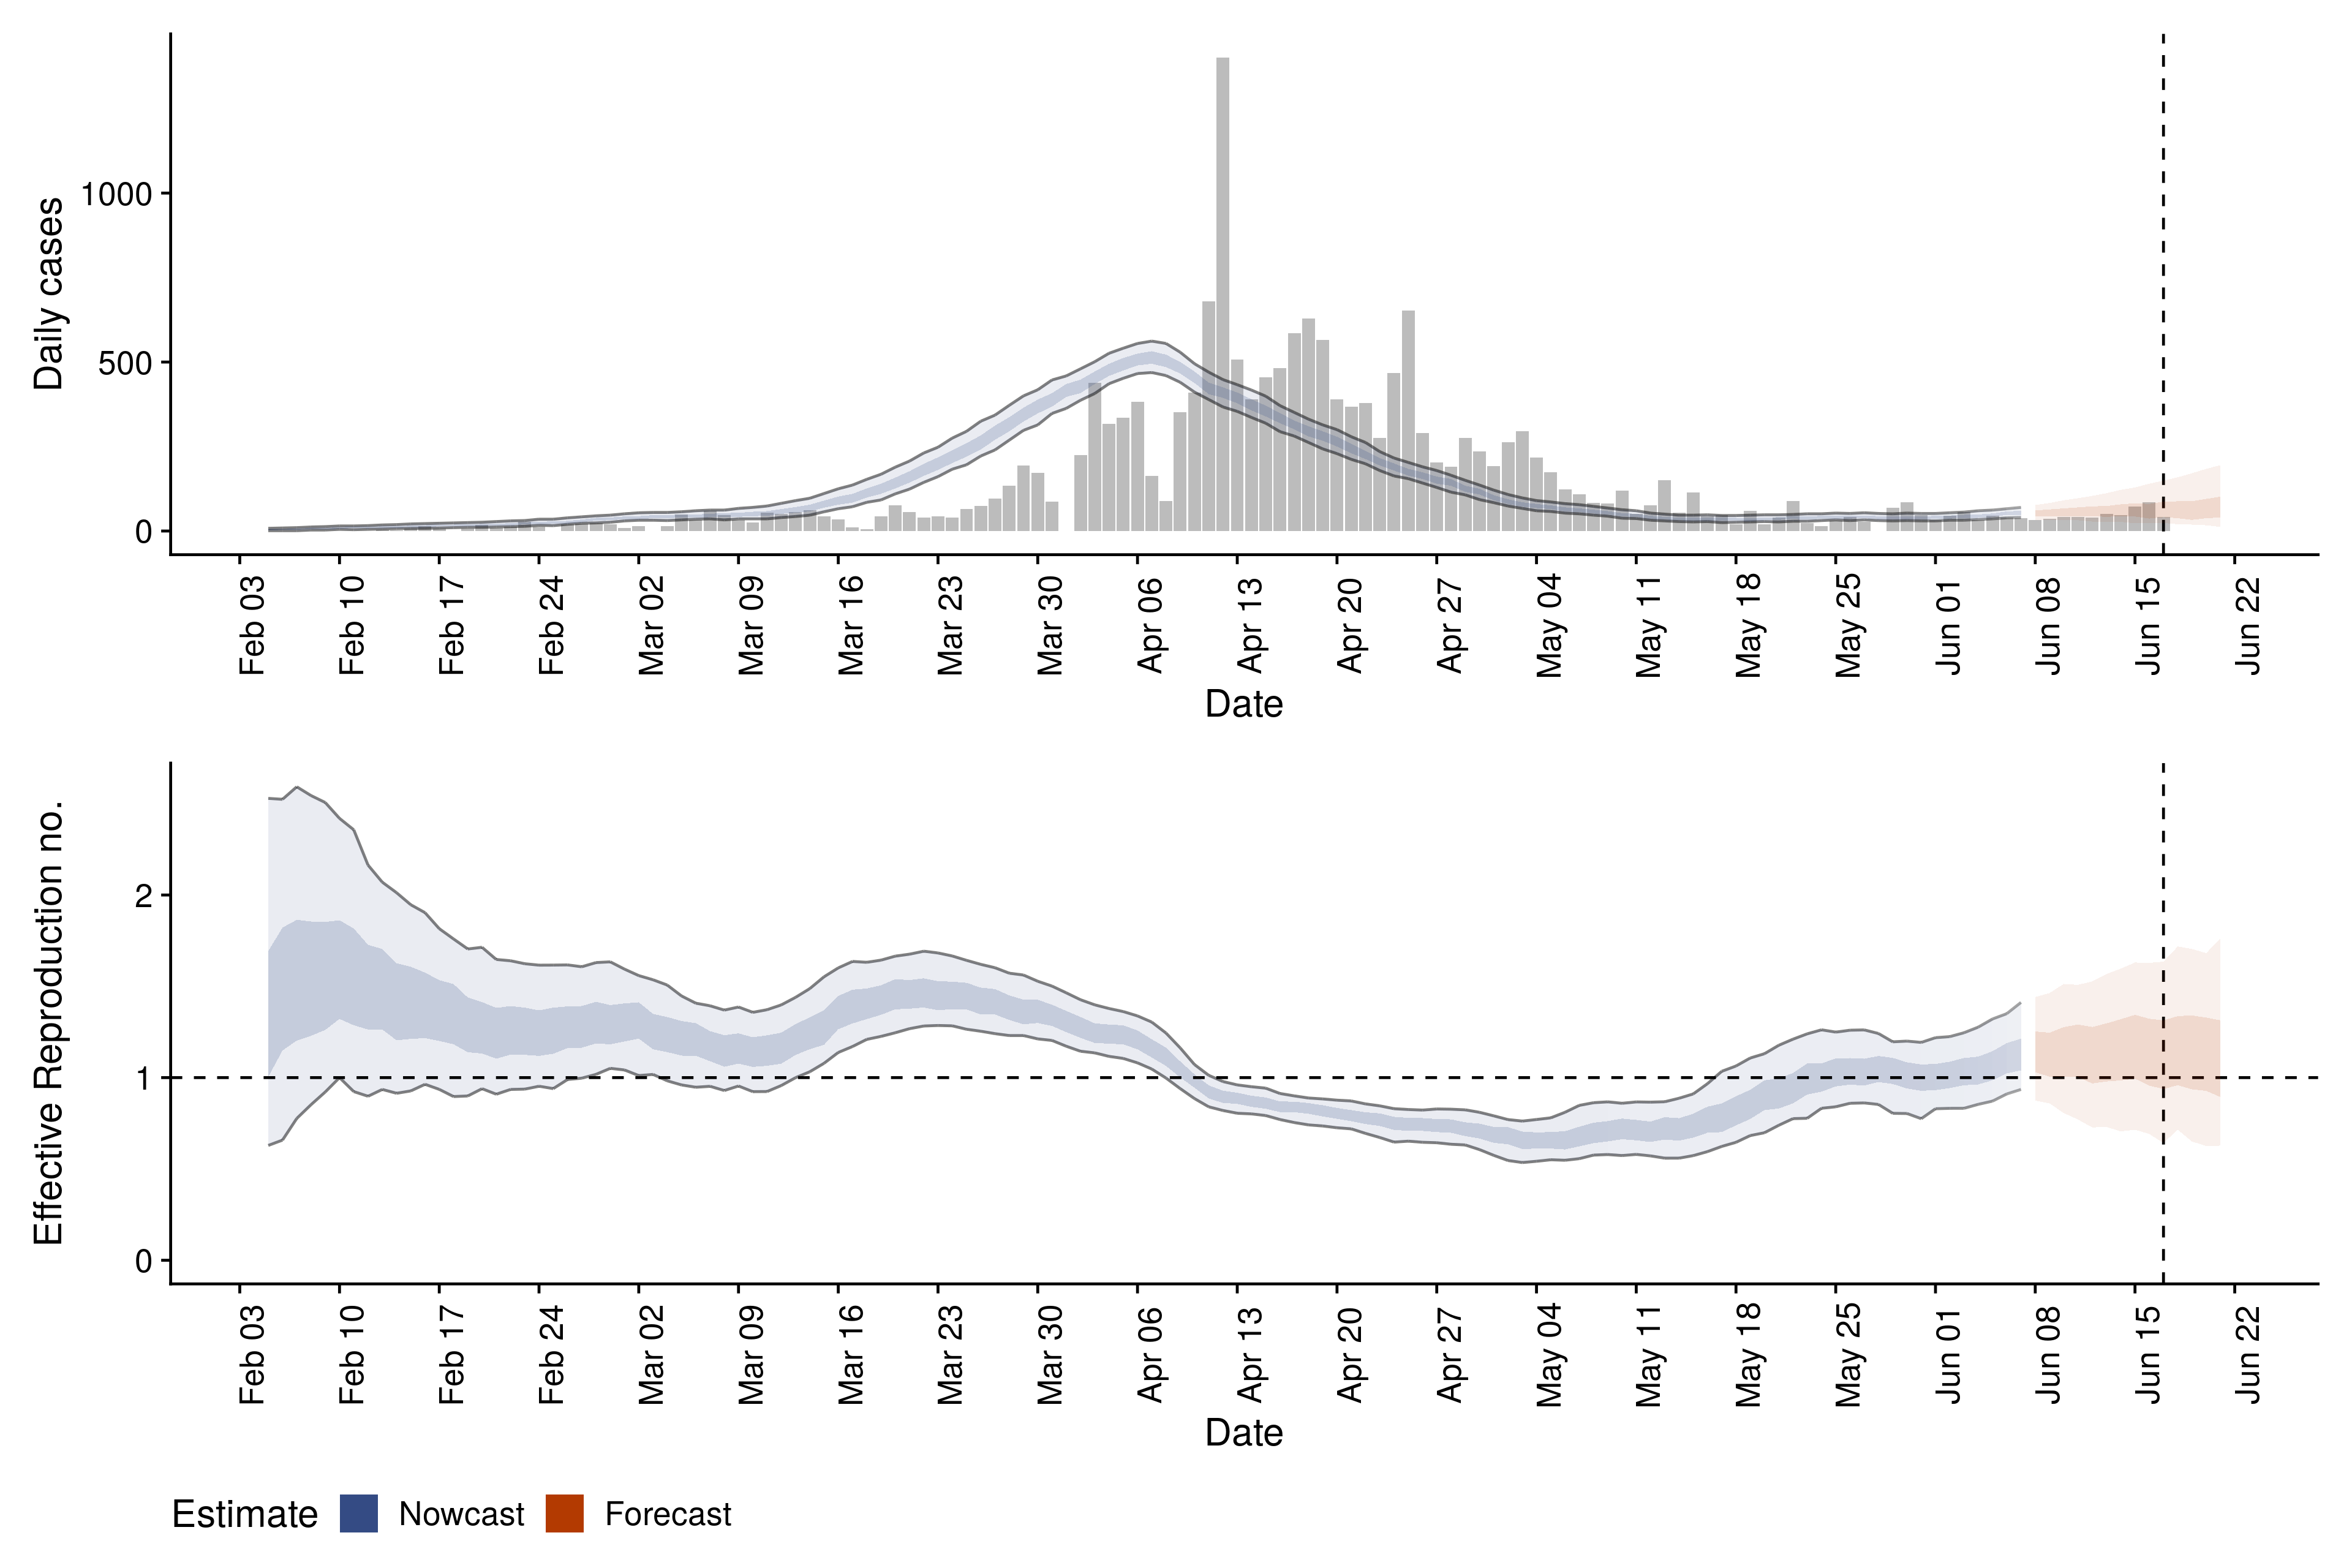 Daily cases
1000
500
0
Feb 03
Feb 10
Feb 17
Feb 24
Mar 02
Mar 09
Mar 16
Mar 23
Mar 30
Apr 06
Apr 13
Apr 20
Apr 27
May 04
May 11
May 18
May 25
Jun 01
Jun 08
Jun 15
Jun 22
Date
Effective Reproduction no.
2
1
0
Feb 03
Feb 10
Feb 17
Feb 24
Mar 02
Mar 09
Mar 16
Mar 23
Mar 30
Apr 06
Apr 13
Apr 20
Apr 27
May 04
May 11
May 18
May 25
Jun 01
Jun 08
Jun 15
Jun 22
Date
Estimate Nowcast Forecast